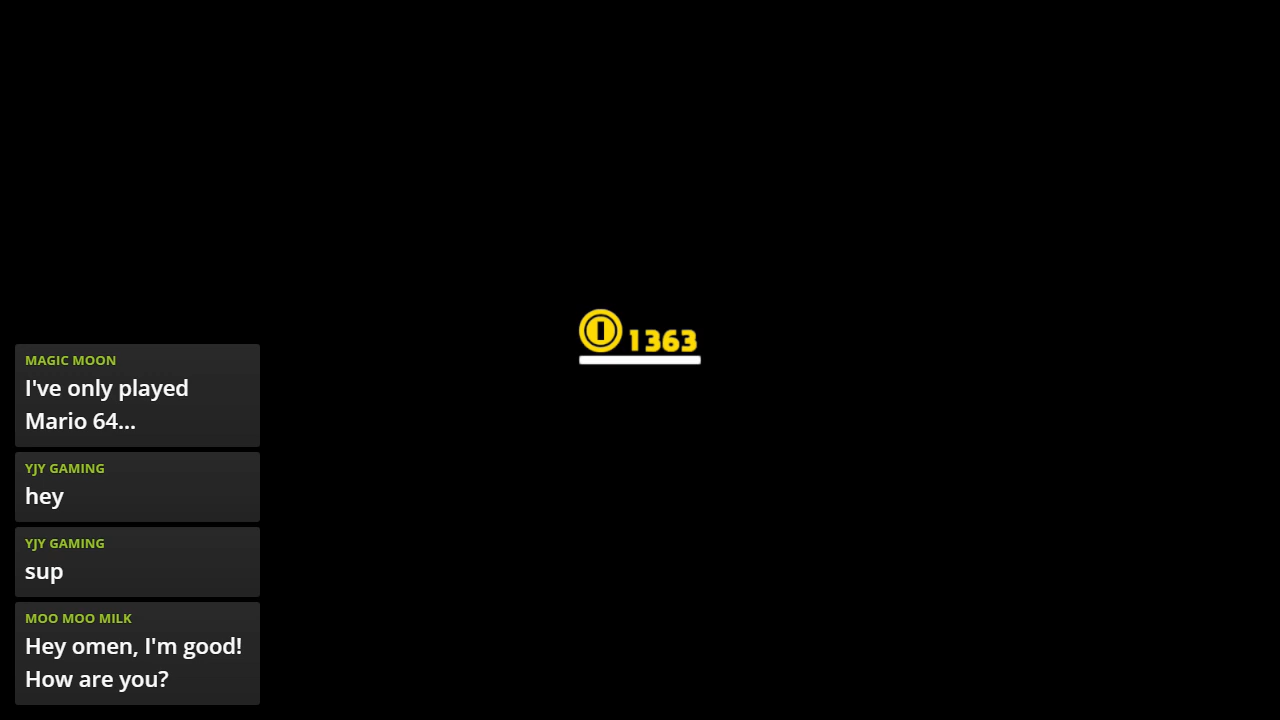 MAGIC MOON
I've only played
Mario 64...
YJY GAMING
hey
YJY GAMING
sup
MOO MOO MILK
Hey omen, I'm good!
How are you?
1363